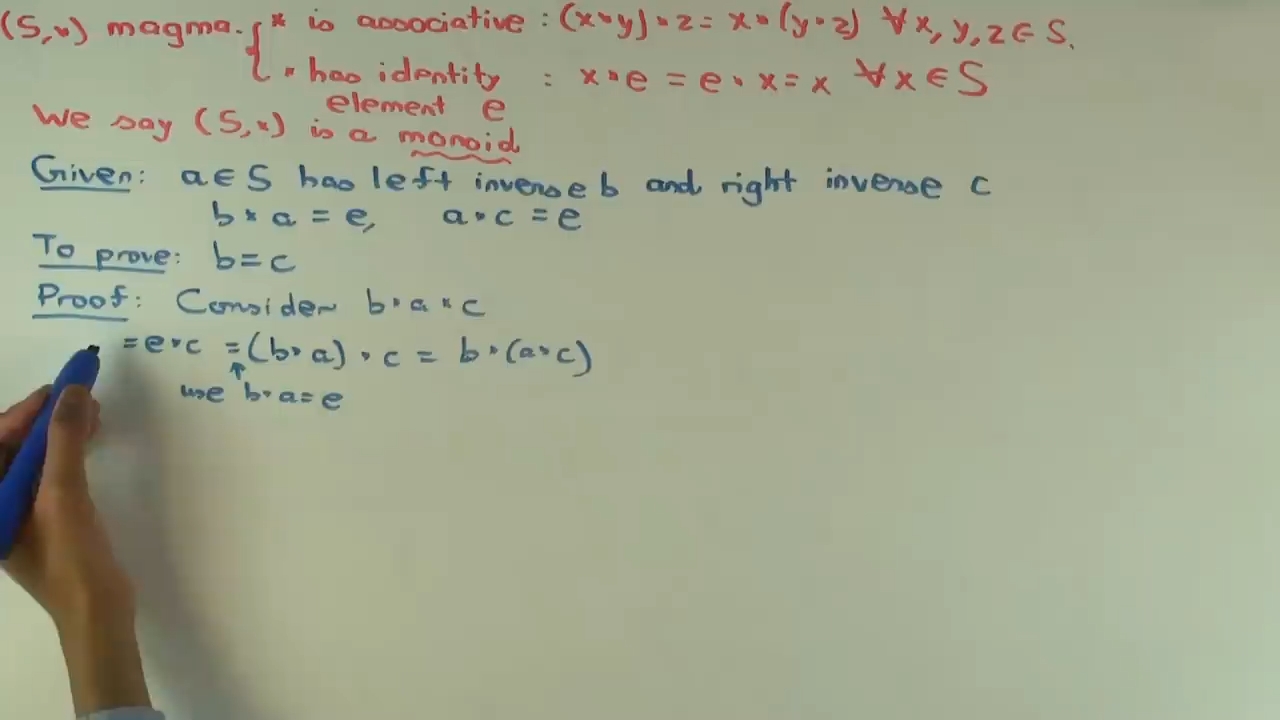 (S,*) magma. { * is associative : (x*y)*z = x*(y*z) ∀x, y, z ∈ S.
* has identity element e : x*e = e*x = x ∀x ∈ S
We say (S,*) is a monoid
Given: a ∈ S has left inverse b and right inverse c
b * a = e, a * c = e
To prove: b = c
Proof: Consider b * a * c
= e * c = (b * a) * c = b * (a * c)
↑
use b * a = e